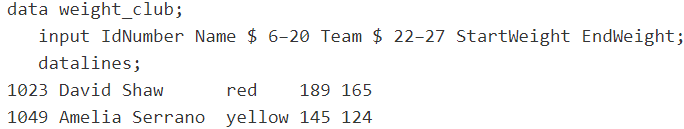 data weight_club;
   input IdNumber Name $ 6–20 Team $ 22–27 StartWeight EndWeight;
   datalines;
1023 David Shaw      red    189 165
1049 Amelia Serrano  yellow 145 124